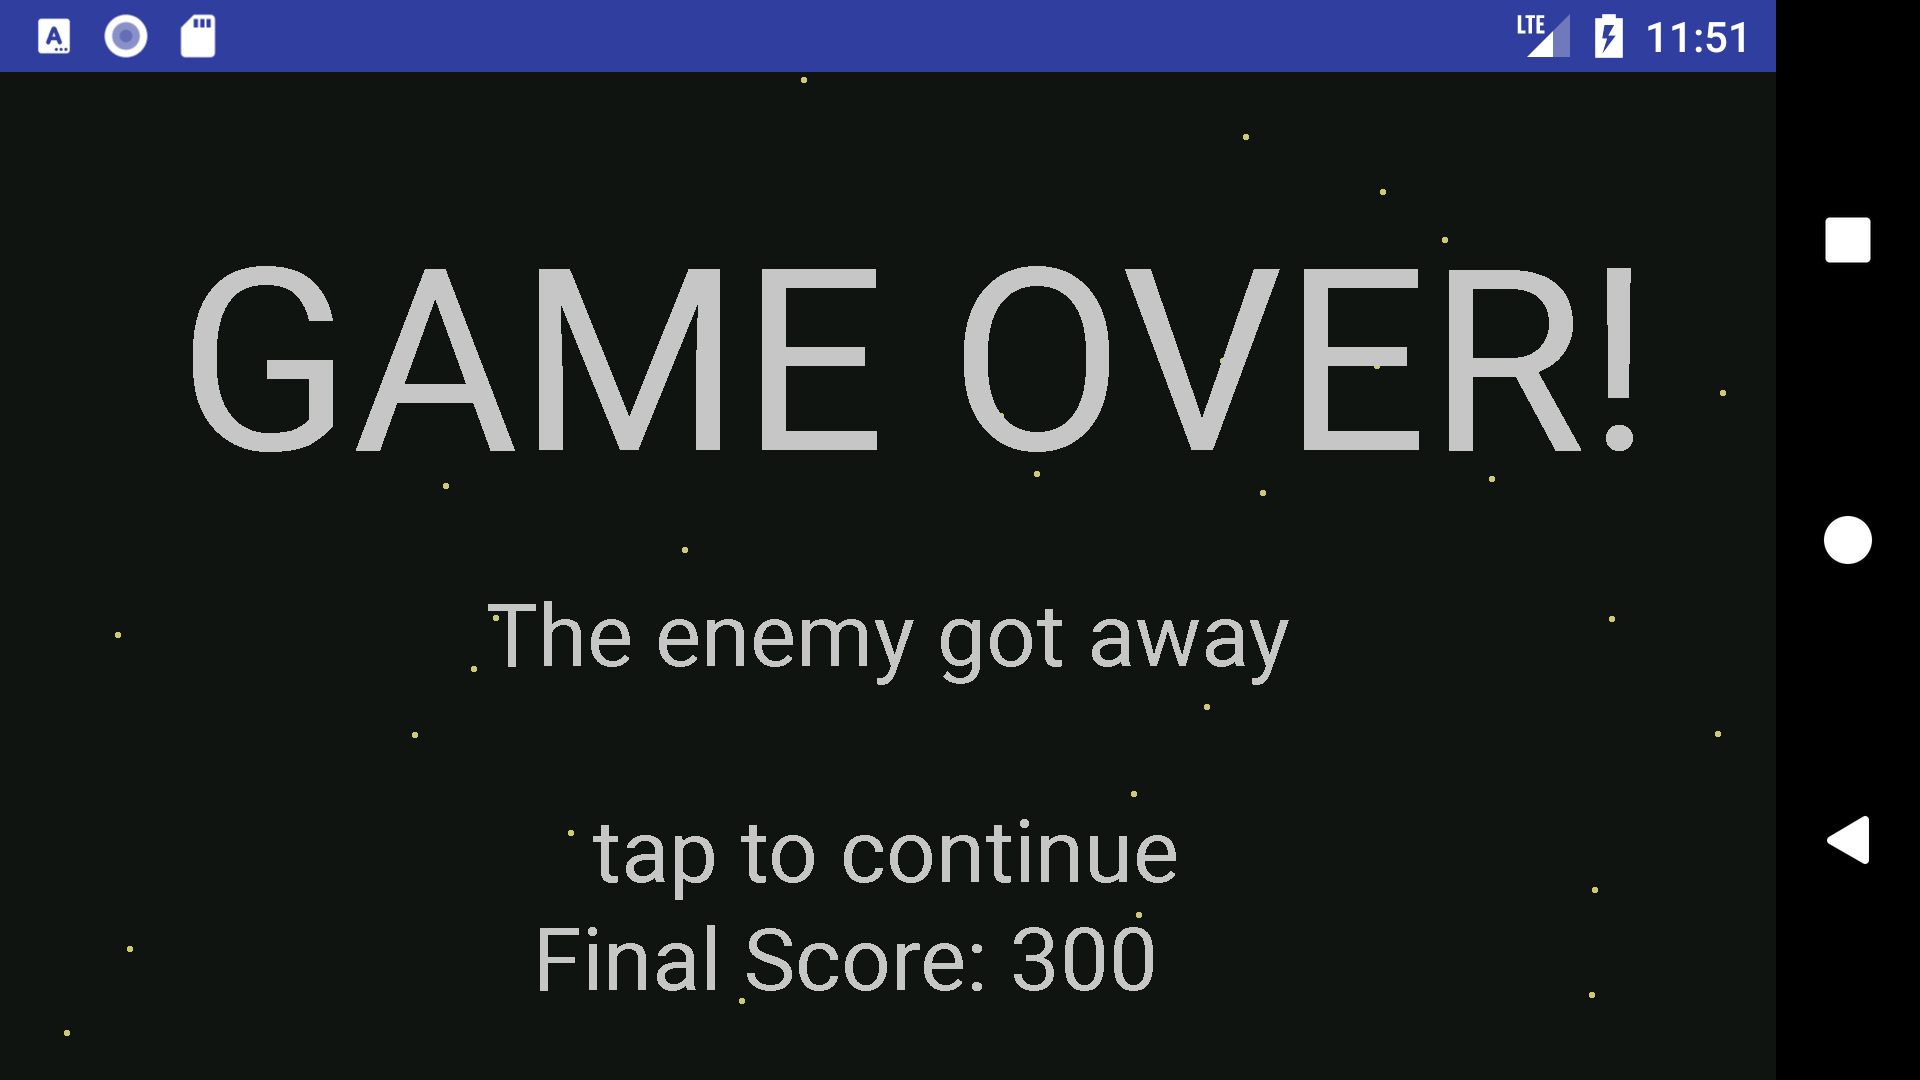 LTE 11:51
GAME OVER!
The enemy got away
tap to continue
Final Score: 300